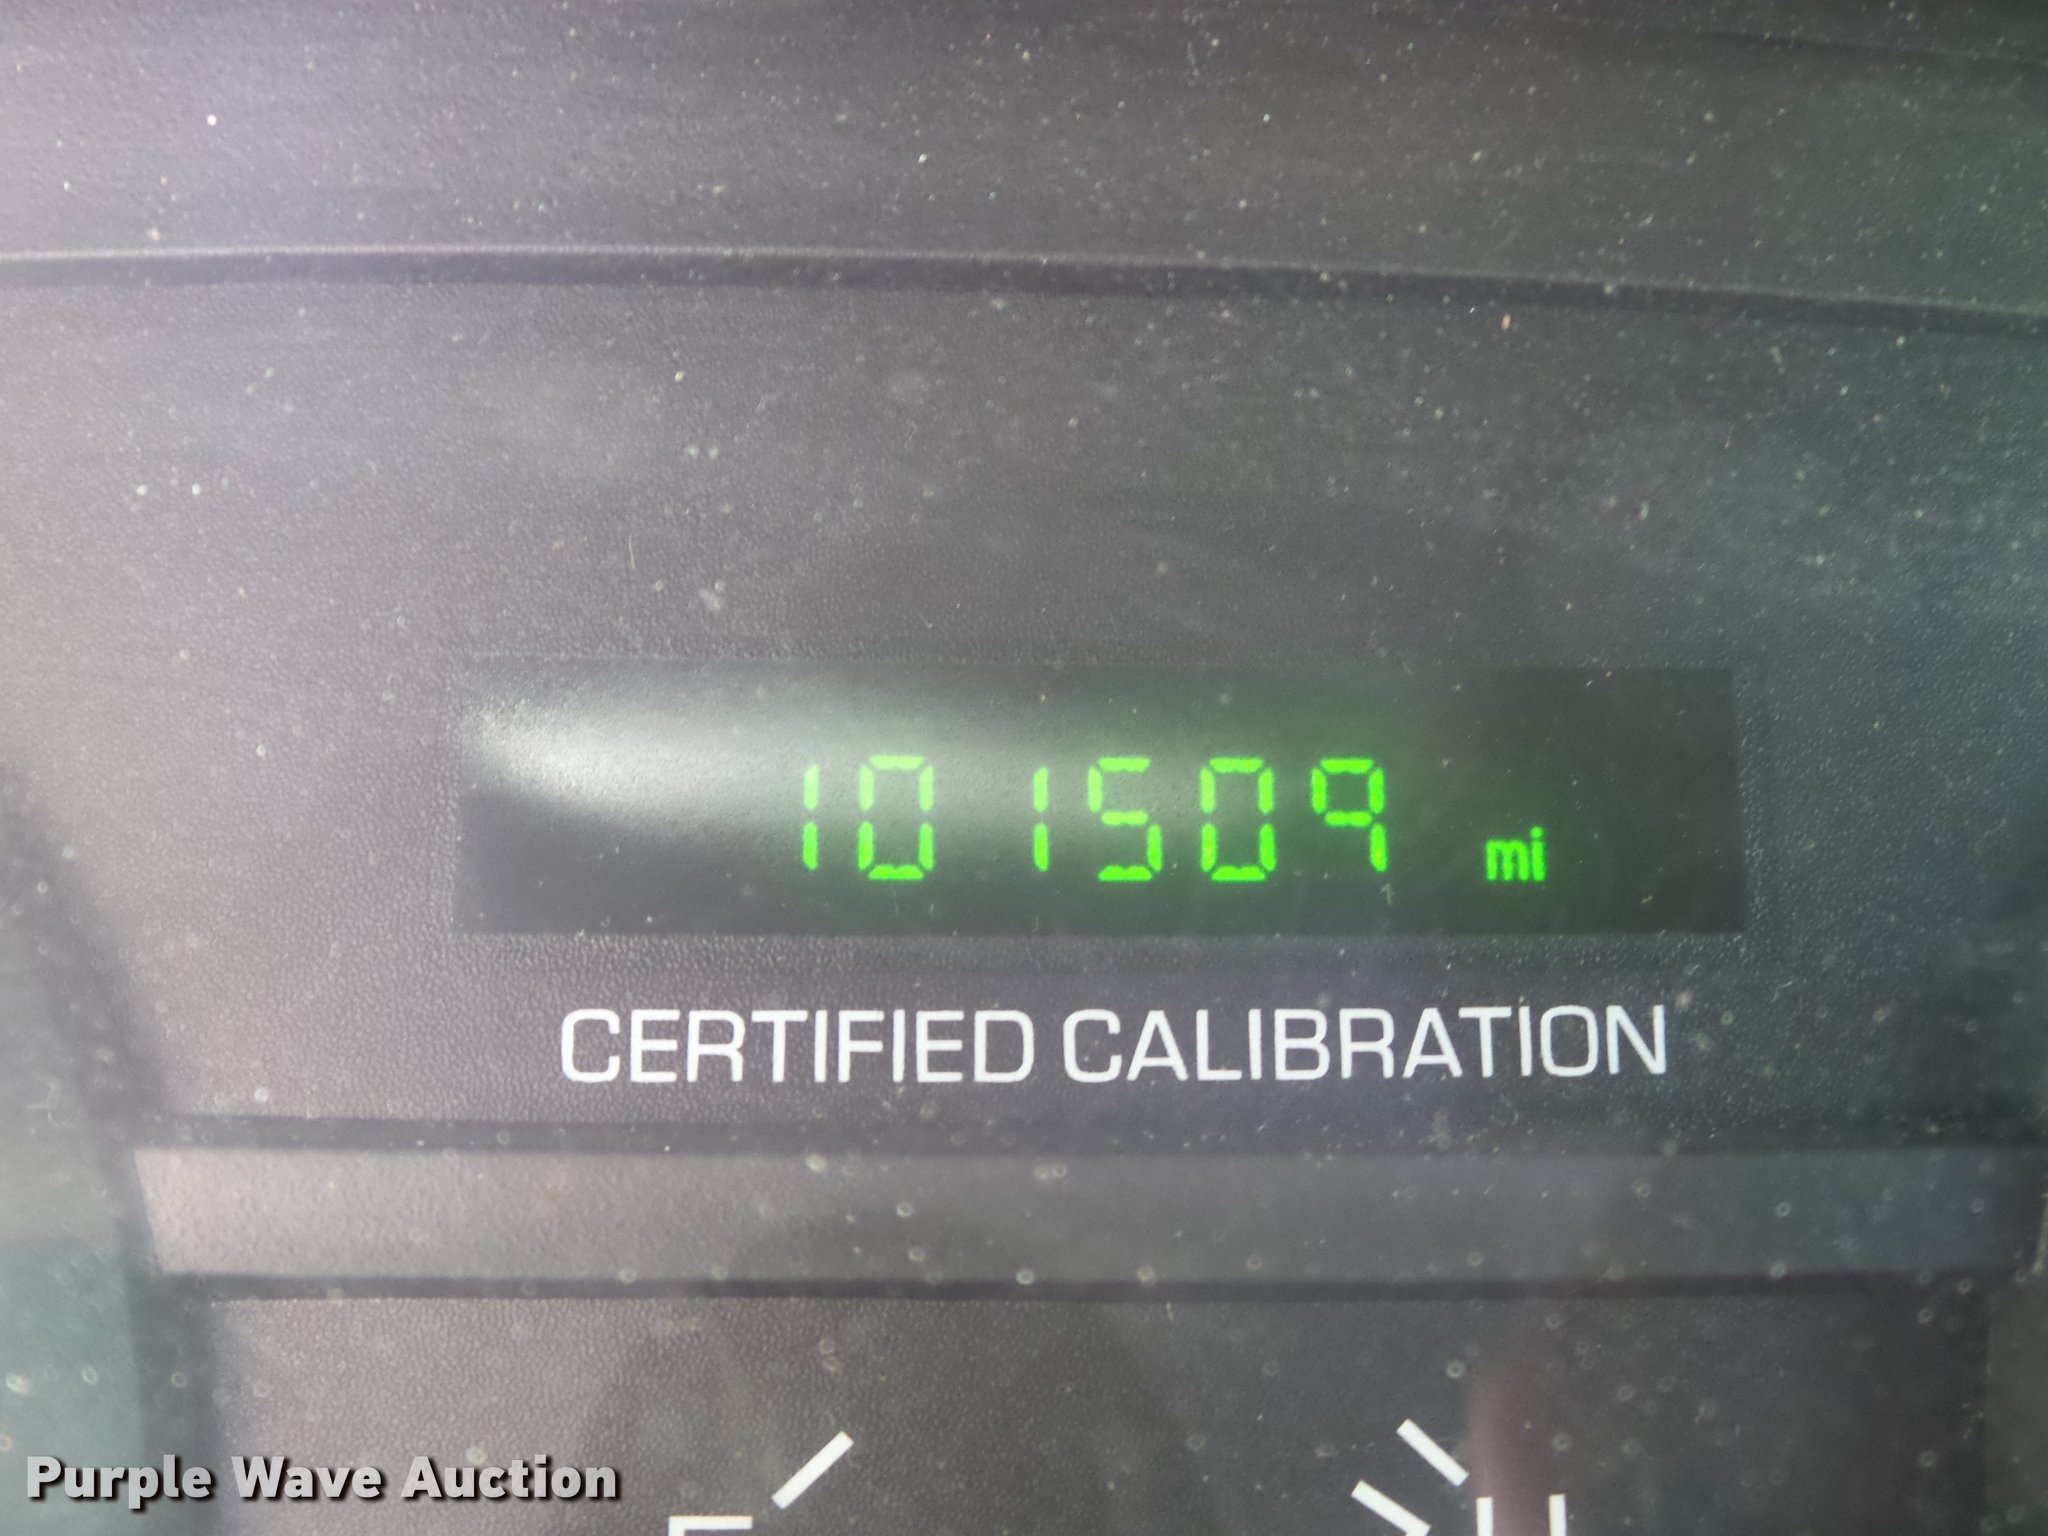 101509 mi
CERTIFIED CALIBRATION
Purple Wave Auction